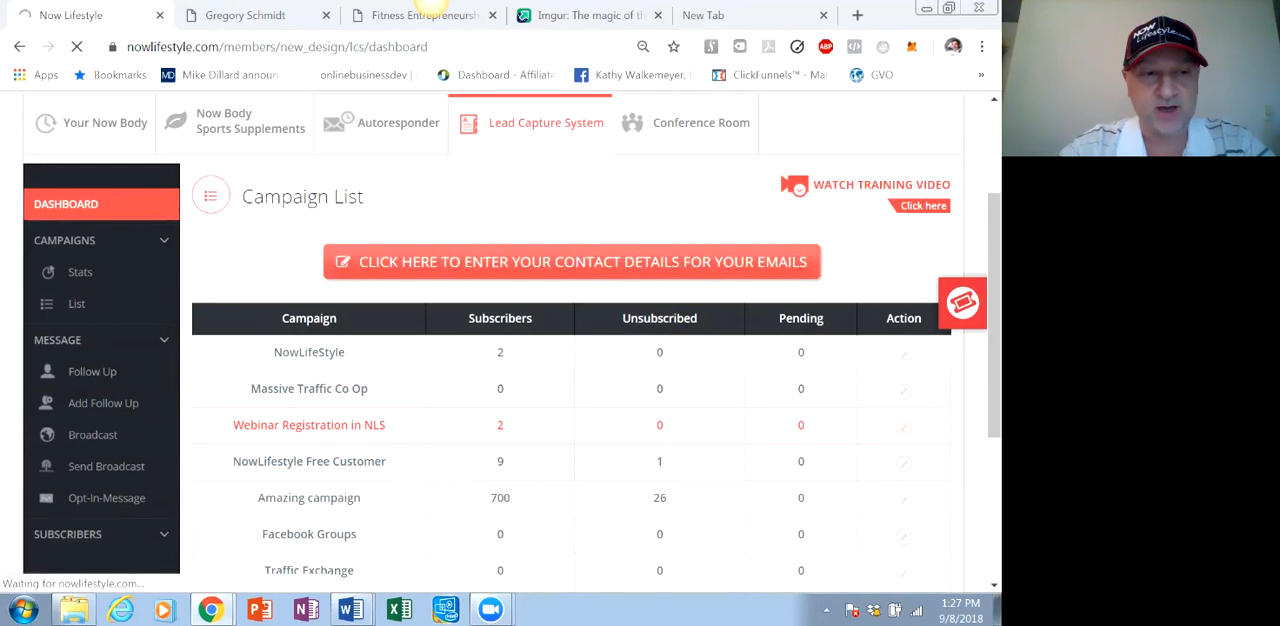 Now Lifestyle
Gregory Schmidt
Fitness Entrepreneursh
Imgur: The magic of th
New Tab
nowlifestyle.com/members/new_design/lcs/dashboard
ABP
Apps
Bookmarks
MD Mike Dillard announ
onlinebusinessdev
Dashboard - Affiliate
Kathy Walkemeyer,
ClickFunnels™ - Mar
GVO
»
Your Now Body
Now Body
Sports Supplements
Autoresponder
Lead Capture System
Conference Room
NOW
Lifestyle
DASHBOARD
CAMPAIGNS
Stats
List
MESSAGE
Follow Up
Add Follow Up
Broadcast
Send Broadcast
Opt-In-Message
SUBSCRIBERS
Campaign List
WATCH TRAINING VIDEO
Click here
CLICK HERE TO ENTER YOUR CONTACT DETAILS FOR YOUR EMAILS
Campaign Subscribers Unsubscribed Pending Action
NowLifeStyle 2 0 0
Massive Traffic Co Op 0 0 0
Webinar Registration in NLS 2 0 0
NowLifestyle Free Customer 9 1 0
Amazing campaign 700 26 0
Facebook Groups 0 0 0
Traffic Exchange 0 0 0
Waiting for nowlifestyle.com...
1:27 PM
9/8/2018